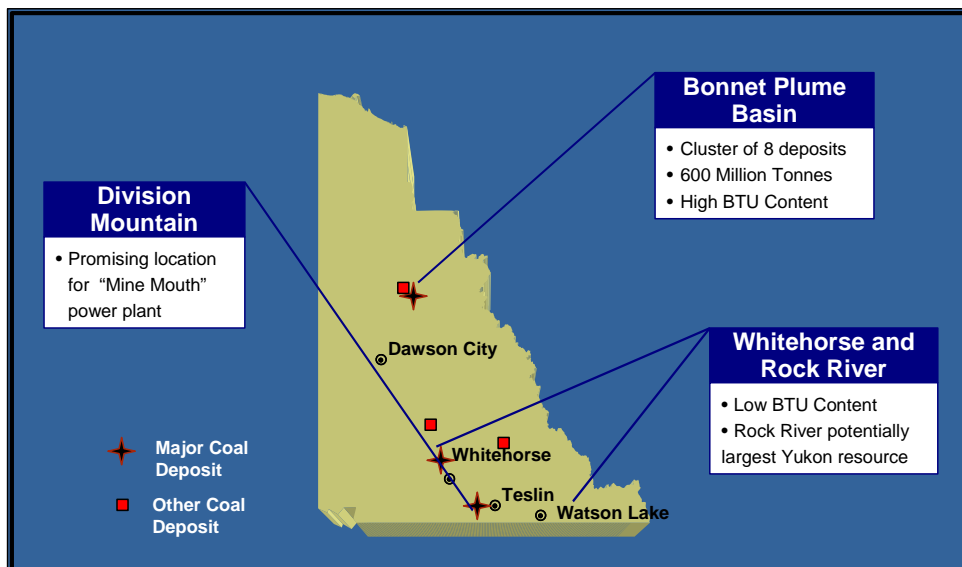 Bonnet Plume
Basin
• Cluster of 8 deposits
• 600 Million Tonnes
• High BTU Content
Division
Mountain
• Promising location
for “Mine Mouth”
power plant
Dawson City
Whitehorse and
Rock River
• Low BTU Content
• Rock River potentially
largest Yukon resource
Major Coal
Deposit
Whitehorse
Other Coal
Deposit
Teslin
Watson Lake